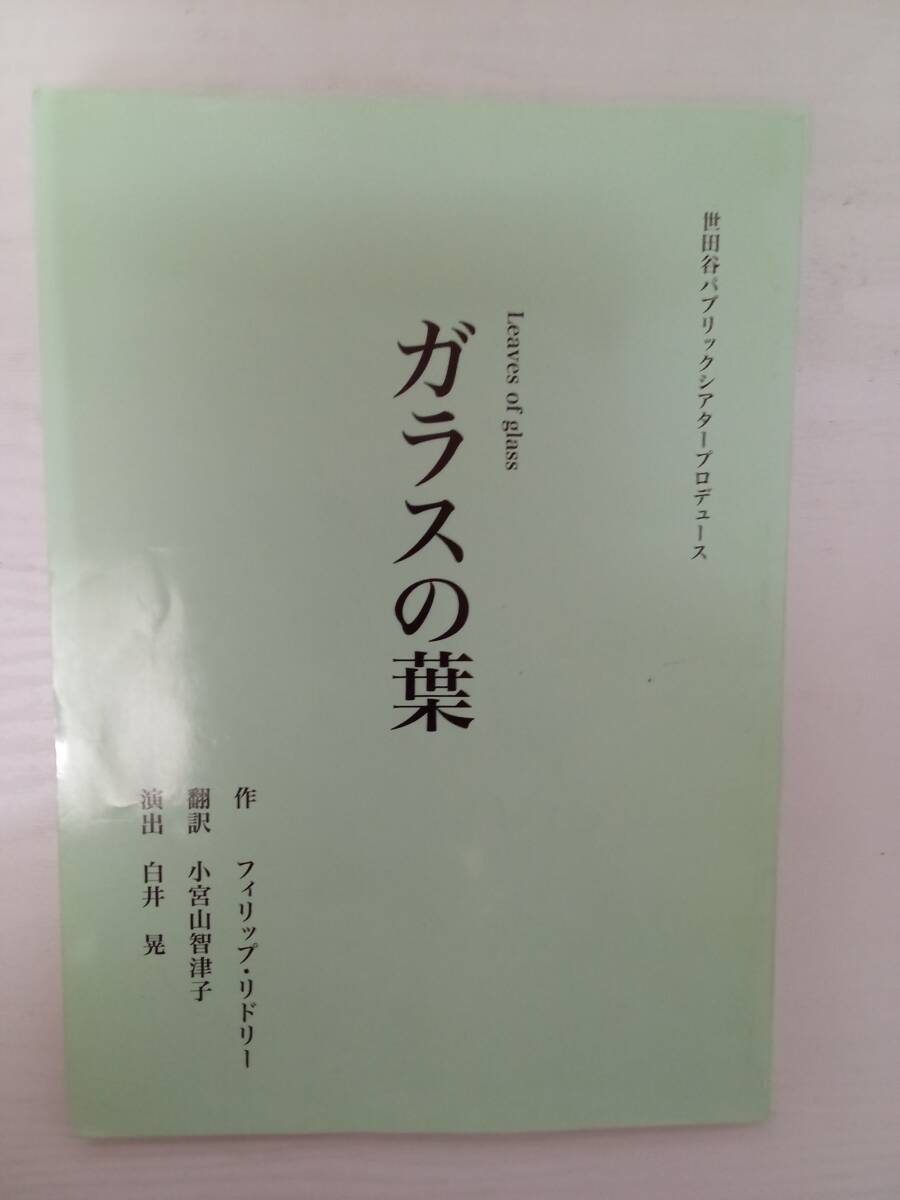 世田谷パブリックシアタープロデュース
Leaves of glass
ガラスの葉
作 フィリップ・リドリー
翻訳 小宮山智津子
演出 白井 晃